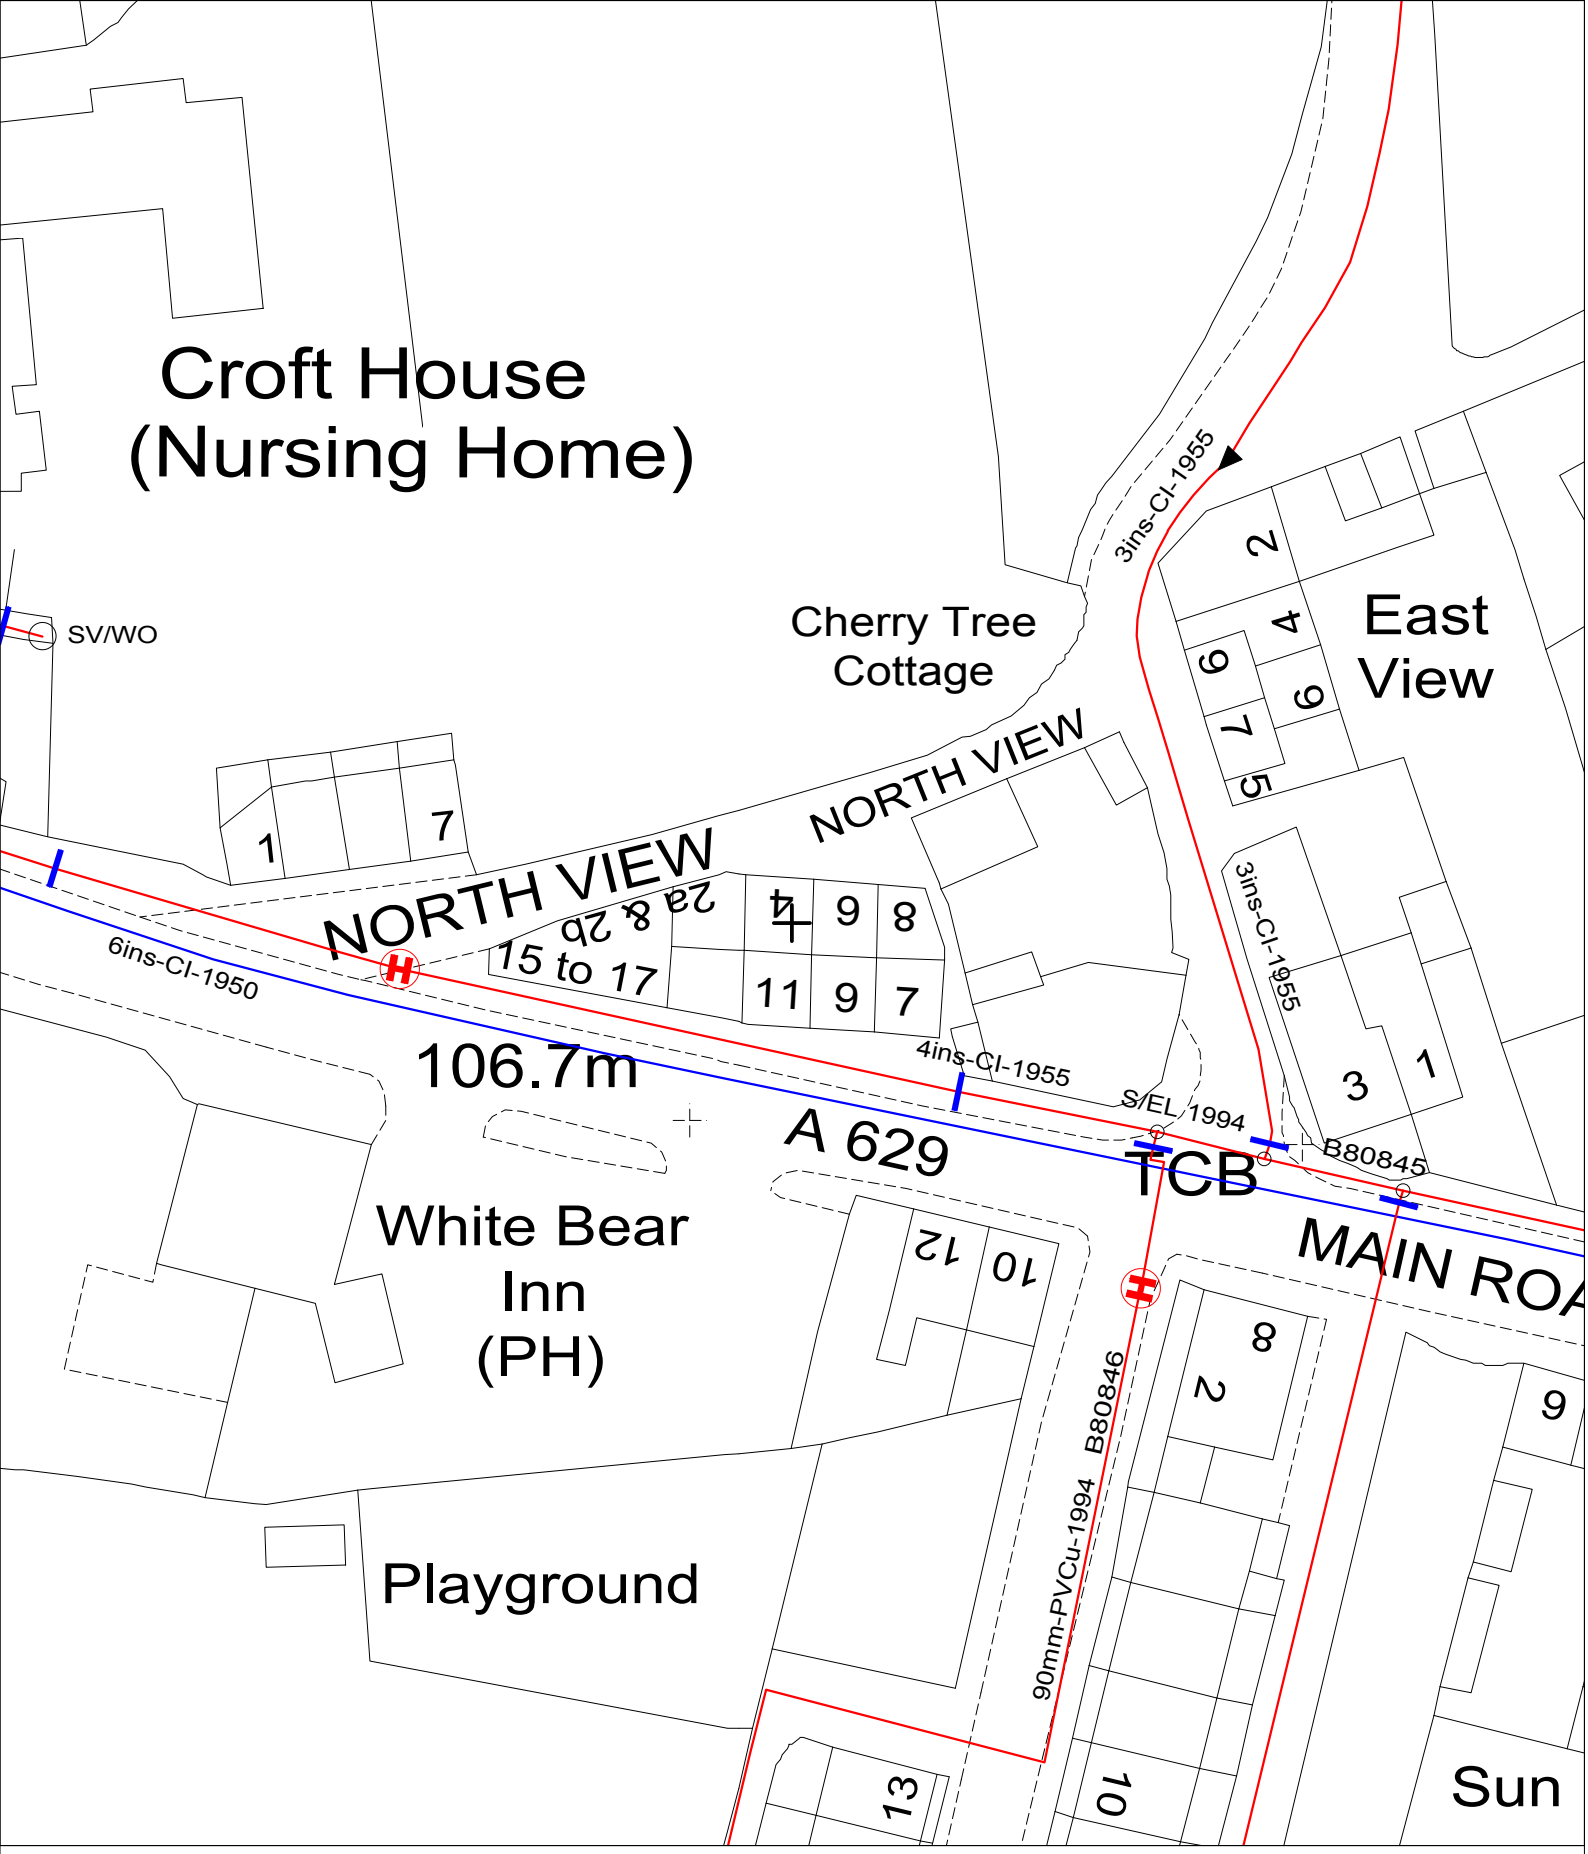 Croft House
(Nursing Home)
3ins-CI-1955
2
East
View
4
6
6
7
5
SV/WO
Cherry Tree
Cottage
NORTH VIEW
1
7
NORTH VIEW
2a & 2b
4
6
8
15 to 17
11
9
7
3ins-CI-1955
6ins-CI-1950
106.7m
4ins-CI-1955
3
1
S/EL 1994
A 629
TCB
B80845
MAIN ROA
White Bear
Inn
(PH)
12
10
H
H
8
2
9
B80846
90mm-PVCu-1994
Playground
13
10
Sun